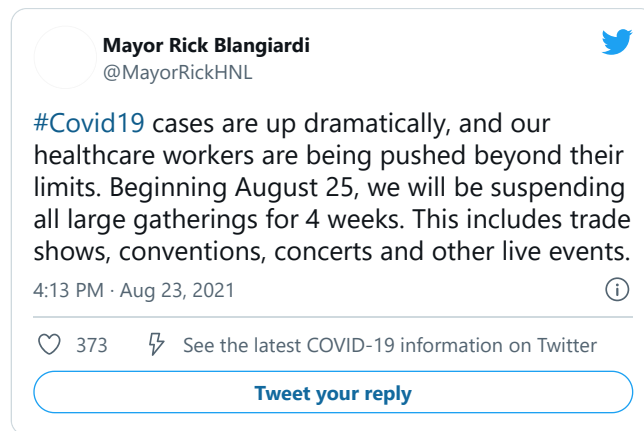 Mayor Rick Blangiardi
@MayorRickHNL
#Covid19 cases are up dramatically, and our
healthcare workers are being pushed beyond their
limits. Beginning August 25, we will be suspending
all large gatherings for 4 weeks. This includes trade
shows, conventions, concerts and other live events.
4:13 PM · Aug 23, 2021
373 See the latest COVID-19 information on Twitter
Tweet your reply